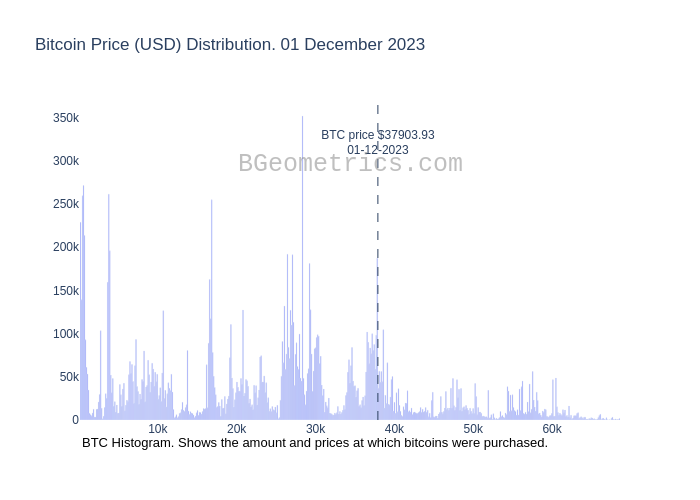 Bitcoin Price (USD) Distribution. 01 December 2023
350k
BTC price $37903.93
01-12-2023
300k
BGeometrics.com
250k
200k
150k
100k
50k
0
10k 20k 30k 40k 50k 60k
BTC Histogram. Shows the amount and prices at which bitcoins were purchased.